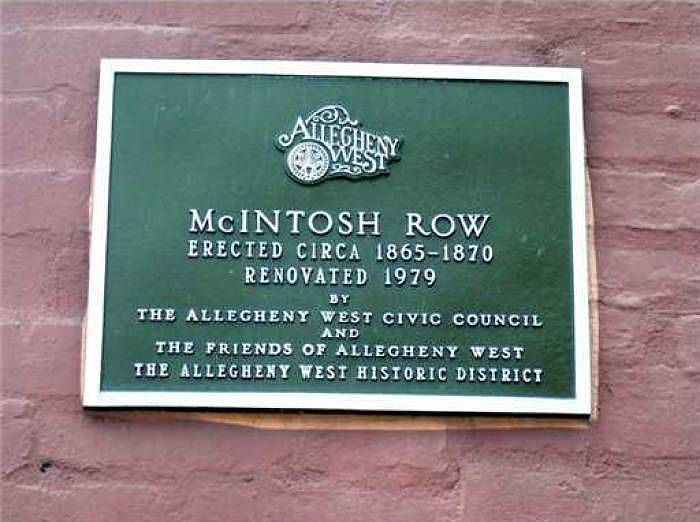 ALLEGHENY
WEST
McINTOSH ROW
ERECTED CIRCA 1865-1870
RENOVATED 1979
BY
THE ALLEGHENY WEST CIVIC COUNCIL
AND
THE FRIENDS OF ALLEGHENY WEST
THE ALLEGHENY WEST HISTORIC DISTRICT